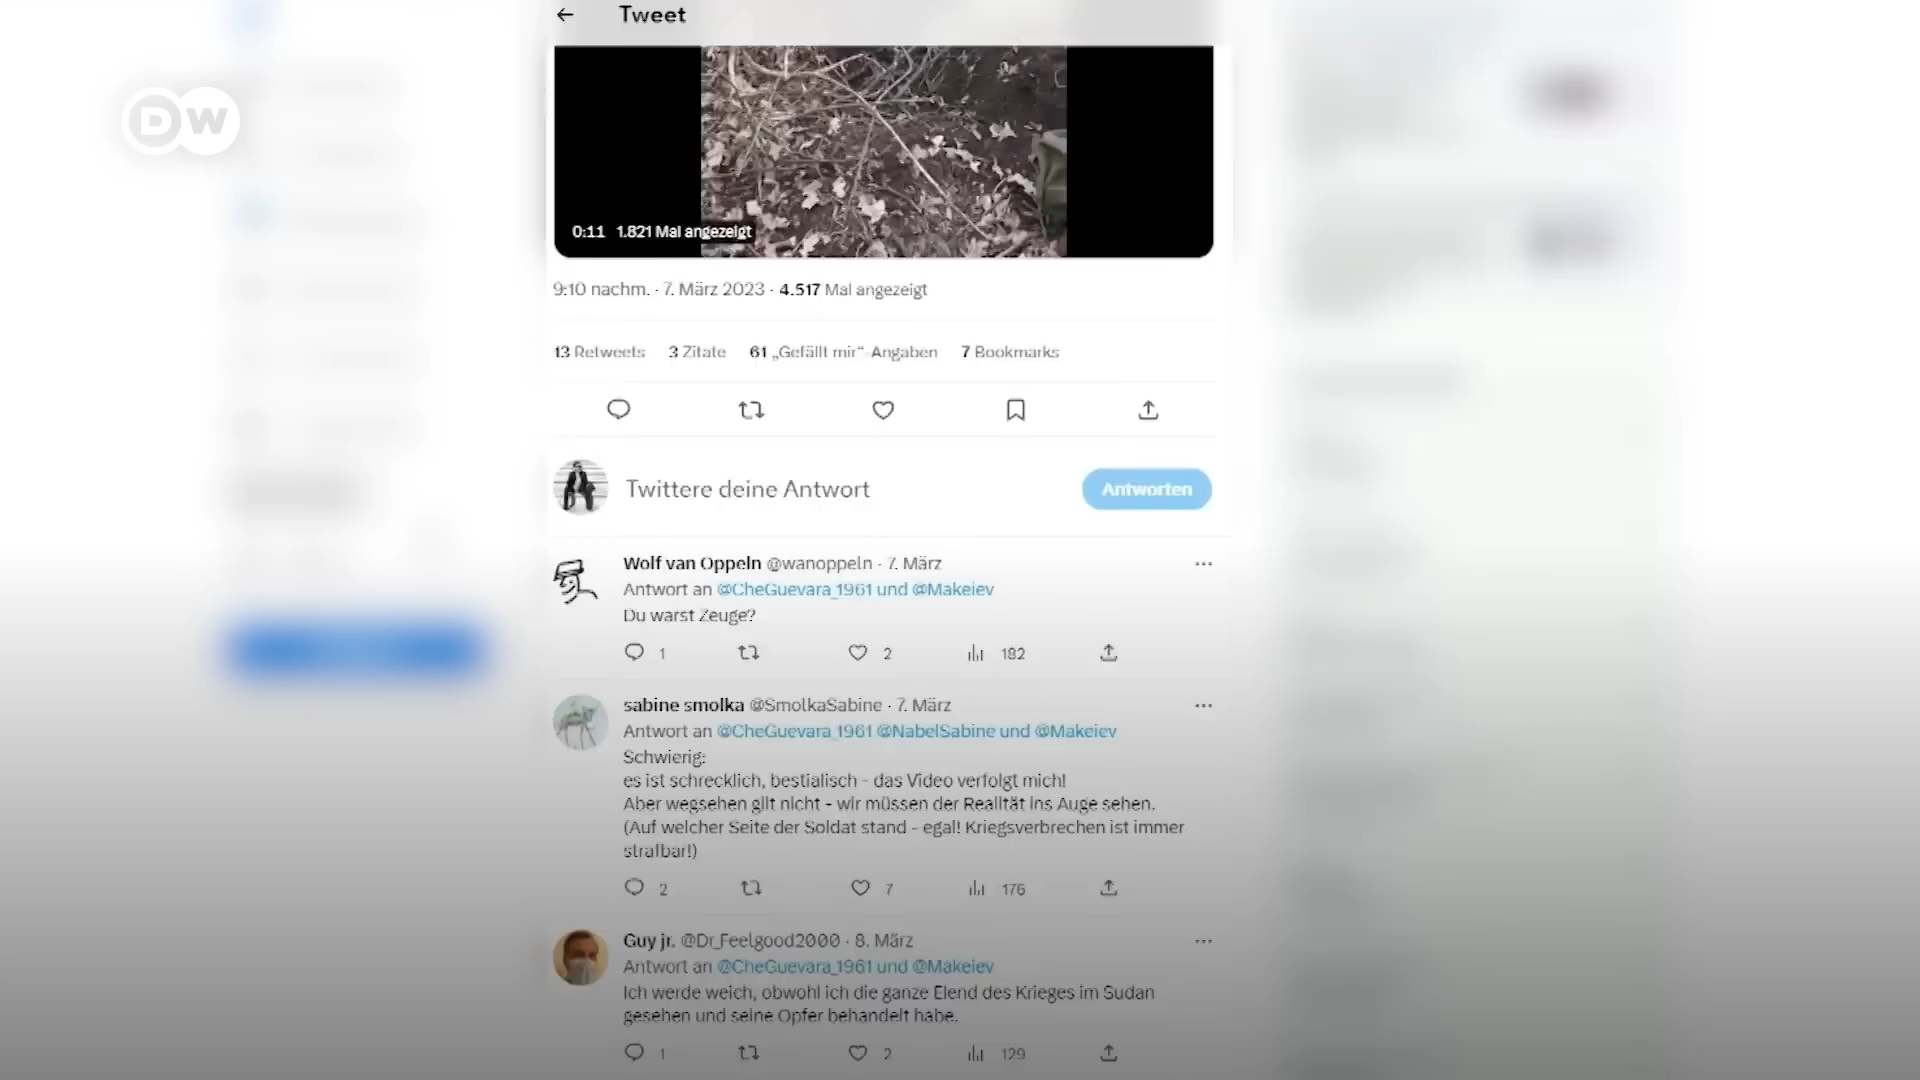 Tweet
DW
0:11 1.821 Mal angezeigt
9:10 nachm. · 7. März 2023 · 4.517 Mal angezeigt
13 Retweets 3 Zitate 61 „Gefällt mir“-Angaben 7 Bookmarks
Twittere deine Antwort
Antworten
Wolf van Oppeln @wanoppeln · 7. März
Antwort an @CheGuevara_1961 und @Makeiev
Du warst Zeuge?
1 2 182
sabine smolka @SmolkaSabine · 7. März
Antwort an @CheGuevara_1961 @NabelSabine und @Makeiev
Schwierig:
es ist schrecklich, bestialisch - das Video verfolgt mich!
Aber wegsehen gilt nicht - wir müssen der Realität ins Auge sehen.
(Auf welcher Seite der Soldat stand - egal! Kriegsverbrechen ist immer
strafbar!)
2 7 176
Guy jr. @Dr_Feelgood2000 · 8. März
Antwort an @CheGuevara_1961 und @Makeiev
Ich werde weich, obwohl ich die ganze Elend des Krieges im Sudan
gesehen und seine Opfer behandelt habe.
1 2 129